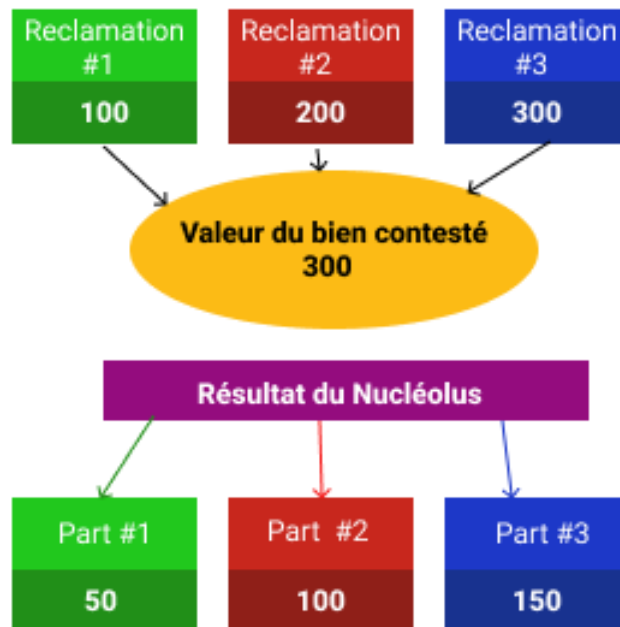 Reclamation
#1
100
Reclamation
#2
200
Reclamation
#3
300
Valeur du bien contesté
300
Résultat du Nucléolus
Part #1
50
Part #2
100
Part #3
150